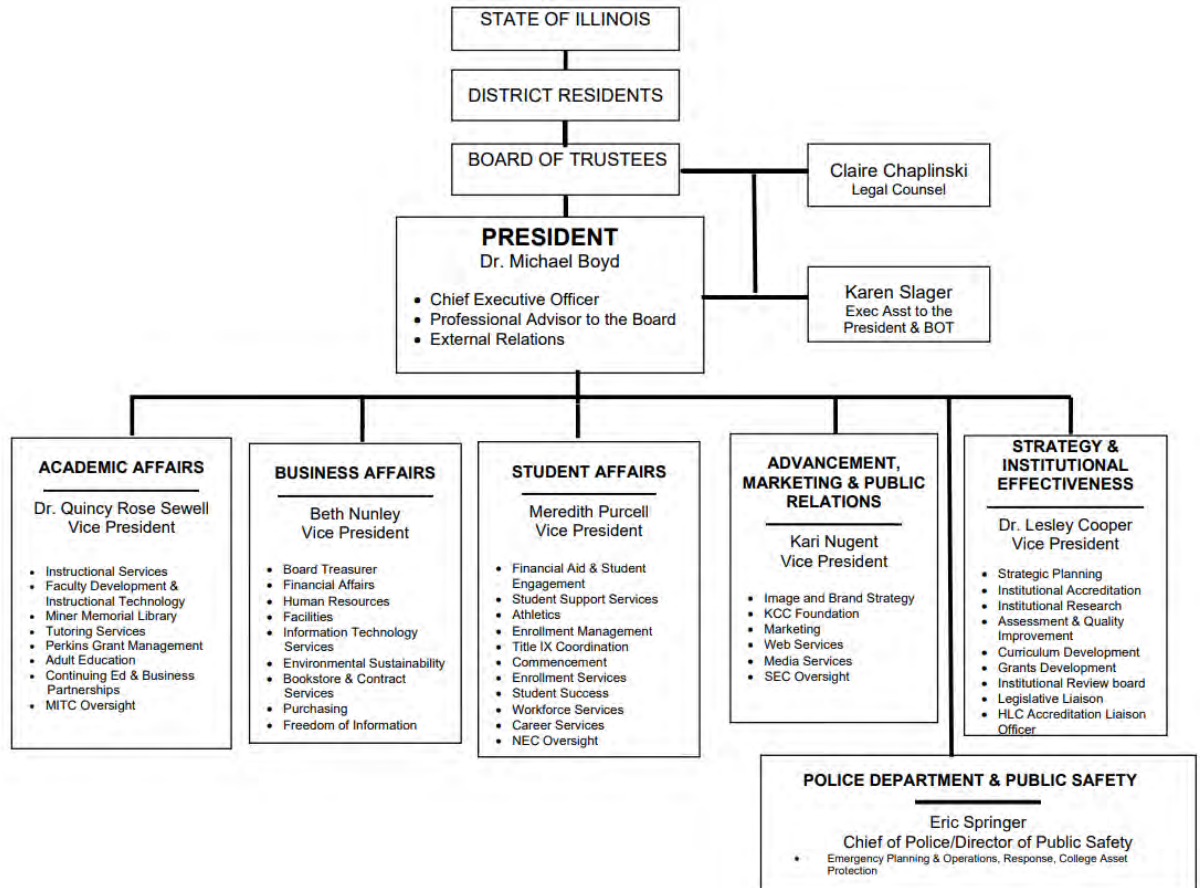 STATE OF ILLINOIS
DISTRICT RESIDENTS
BOARD OF TRUSTEES
Claire Chaplinski
Legal Counsel
PRESIDENT
Dr. Michael Boyd
• Chief Executive Officer
• Professional Advisor to the Board
• External Relations
Karen Slager
Exec Asst to the
President & BOT
ACADEMIC AFFAIRS
Dr. Quincy Rose Sewell
Vice President
• Instructional Services
• Faculty Development &
Instructional Technology
• Miner Memorial Library
• Tutoring Services
• Perkins Grant Management
• Adult Education
• Continuing Ed & Business
Partnerships
• MITC Oversight
BUSINESS AFFAIRS
Beth Nunley
Vice President
• Board Treasurer
• Financial Affairs
• Human Resources
• Facilities
• Information Technology
Services
• Environmental Sustainability
• Bookstore & Contract
Services
• Purchasing
• Freedom of Information
STUDENT AFFAIRS
Meredith Purcell
Vice President
• Financial Aid & Student
Engagement
• Student Support Services
• Athletics
• Enrollment Management
• Title IX Coordination
• Commencement
• Enrollment Services
• Student Success
• Workforce Services
• Career Services
• NEC Oversight
ADVANCEMENT,
MARKETING & PUBLIC
RELATIONS
Kari Nugent
Vice President
• Image and Brand Strategy
• KCC Foundation
• Marketing
• Web Services
• Media Services
• SEC Oversight
STRATEGY &
INSTITUTIONAL
EFFECTIVENESS
Dr. Lesley Cooper
Vice President
• Strategic Planning
• Institutional Accreditation
• Institutional Research
• Assessment & Quality
Improvement
• Curriculum Development
• Grants Development
• Institutional Review board
• Legislative Liaison
• HLC Accreditation Liaison
Officer
POLICE DEPARTMENT & PUBLIC SAFETY
Eric Springer
Chief of Police/Director of Public Safety
• Emergency Planning & Operations, Response, College Asset
Protection